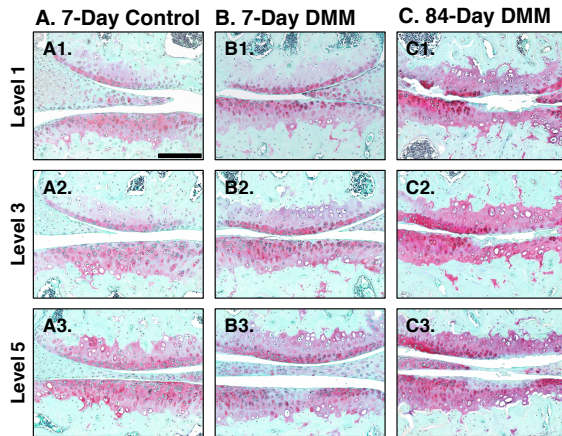 A. 7-Day Control B. 7-Day DMM C. 84-Day DMM
Level 1 A1. B1. C1.
Level 3 A2. B2. C2.
Level 5 A3. B3. C3.